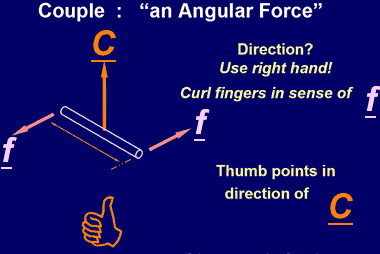 Couple : “an Angular Force”
C
Direction?
Use right hand!
Curl fingers in sense of f
f
f
Thumb points in
direction of C